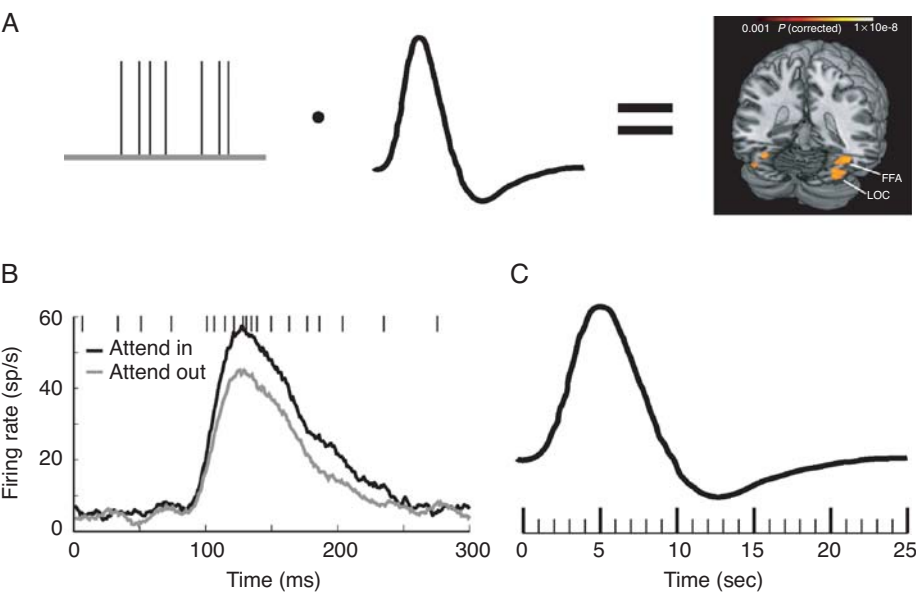 A
0.001 P (corrected) 1×10e-8
FFA
LOC
B
60
40
20
0
Firing rate (sp/s)
Attend in
Attend out
0 100 200 300
Time (ms)
C
0 5 10 15 20 25
Time (sec)